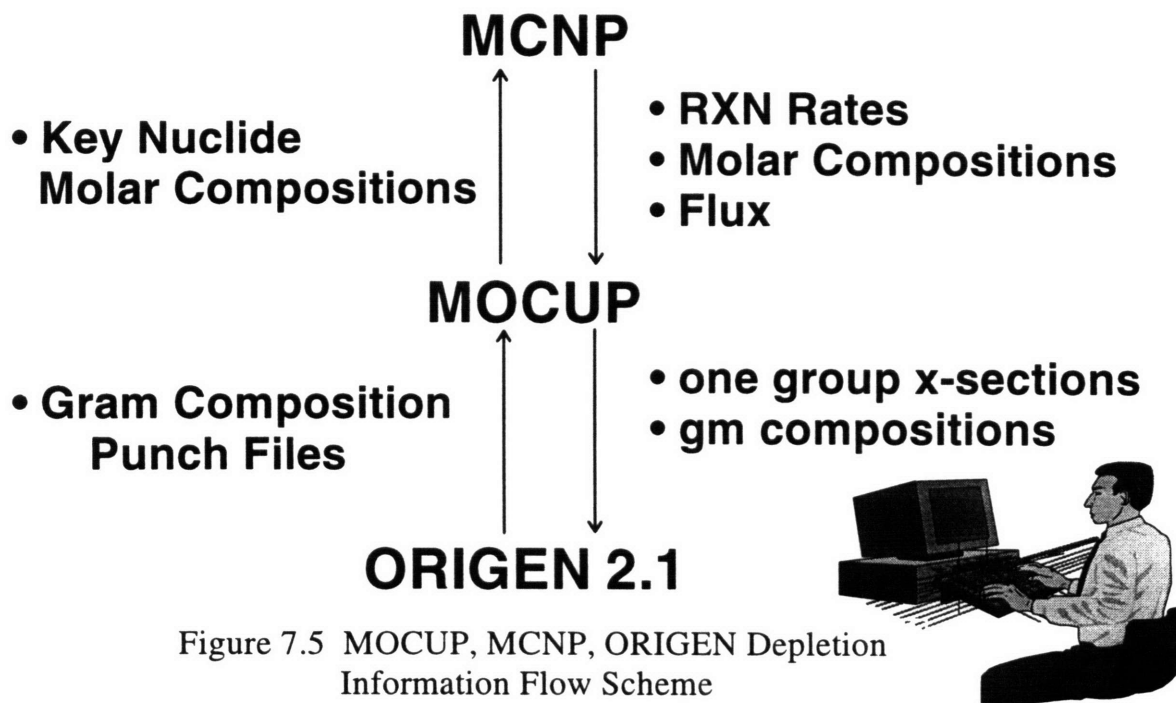 MCNP
• Key Nuclide
Molar Compositions
• RXN Rates
• Molar Compositions
• Flux
MOCUP
• Gram Composition
Punch Files
• one group x-sections
• gm compositions
ORIGEN 2.1
Figure 7.5 MOCUP, MCNP, ORIGEN Depletion
Information Flow Scheme